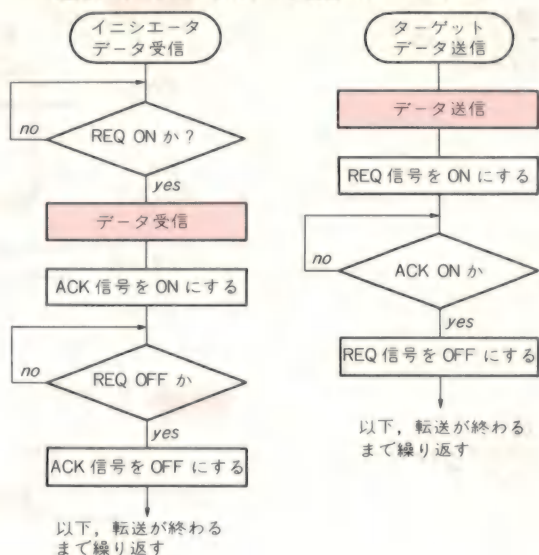 イニシエータ
データ受信
no
REQ ON か?
yes
データ受信
ACK 信号を ON にする
no
REQ OFF か
yes
ACK 信号を OFF にする
以下,転送が終わる
まで繰り返す
ターゲット
データ送信
データ送信
REQ 信号を ON にする
no
ACK ON か
yes
REQ 信号を OFF にする
以下,転送が終わる
まで繰り返す